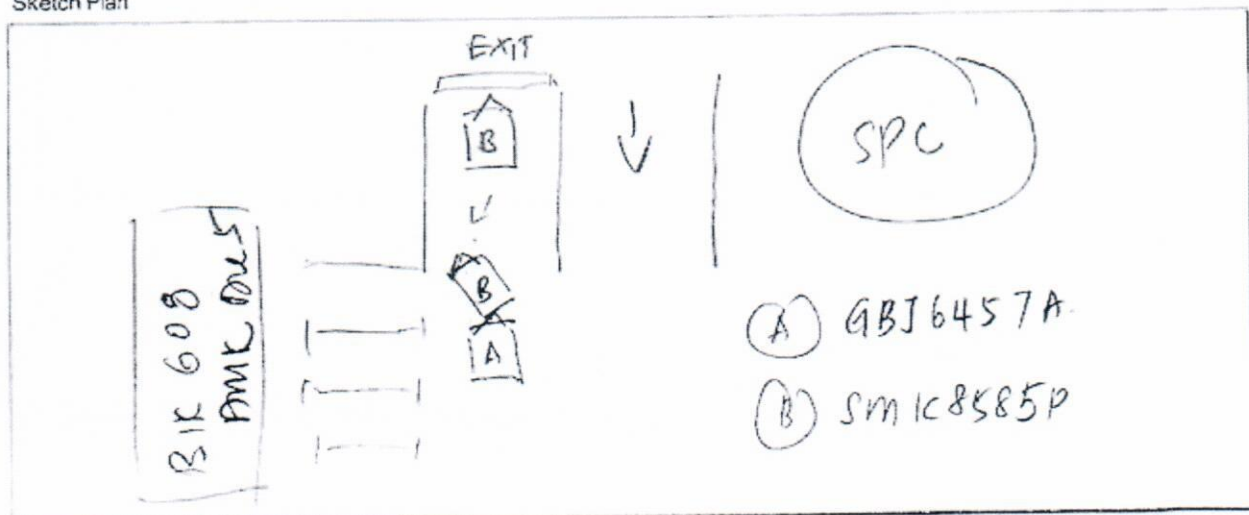 Sketch Plan
EXIT
B
SPC
B
A
Blk 608
AMK Ave 5
A GBJ6457A
B SMK8585P